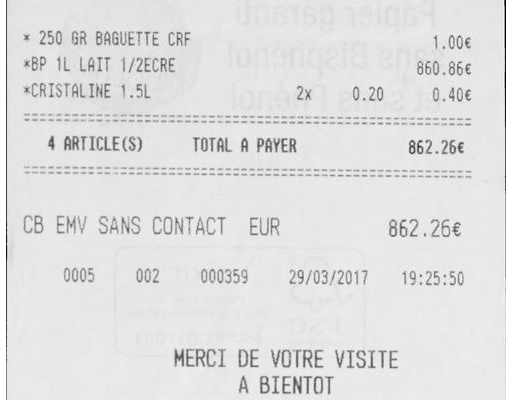 * 250 GR BAGUETTE CRF 1.00€
*BP 1L LAIT 1/2ECRE 860.86€
*CRISTALINE 1.5L 2x 0.20 0.40€
4 ARTICLE(S) TOTAL A PAYER 862.26€
CB EMV SANS CONTACT EUR 862.26€
0005 002 000359 29/03/2017 19:25:50
MERCI DE VOTRE VISITE
A BIENTOT
Papier garanti
sans Bisphénol
et sans Phénol
FSC